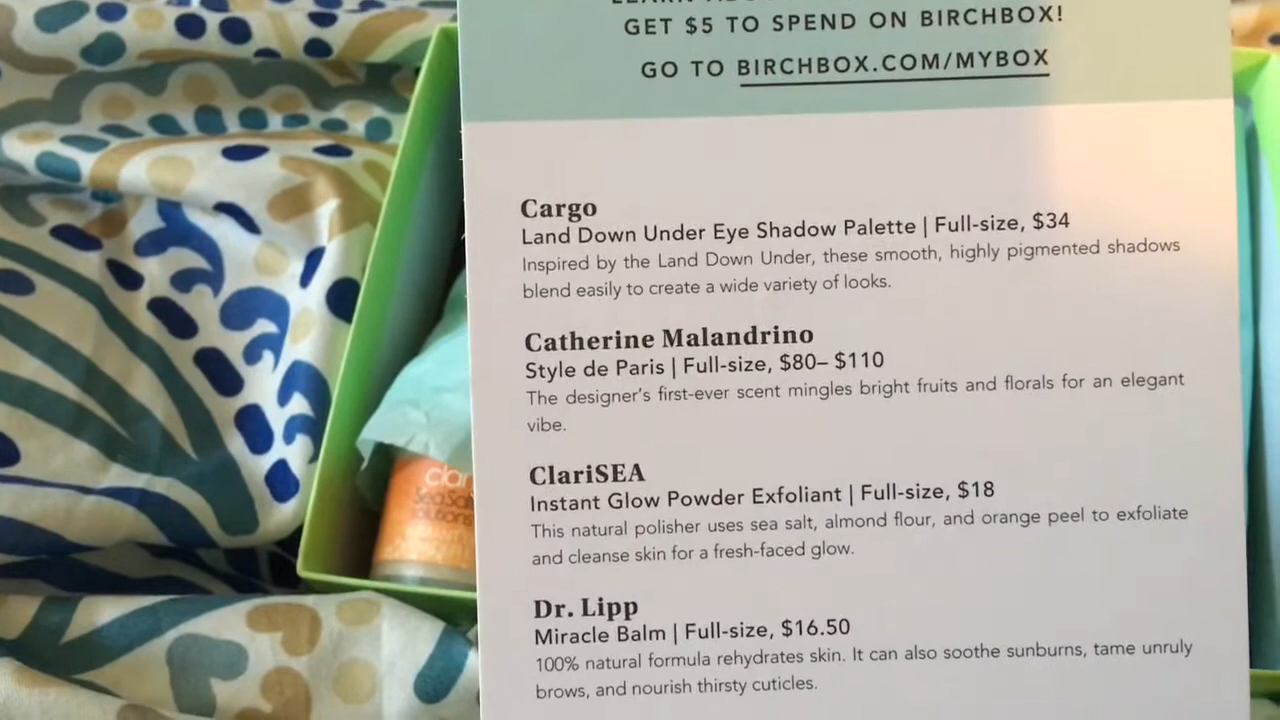 GET $5 TO SPEND ON BIRCHBOX!
GO TO BIRCHBOX.COM/MYBOX
Cargo
Land Down Under Eye Shadow Palette | Full-size, $34
Inspired by the Land Down Under, these smooth, highly pigmented shadows
blend easily to create a wide variety of looks.
Catherine Malandrino
Style de Paris | Full-size, $80– $110
The designer's first-ever scent mingles bright fruits and florals for an elegant
vibe.
ClariSEA
Instant Glow Powder Exfoliant | Full-size, $18
This natural polisher uses sea salt, almond flour, and orange peel to exfoliate
and cleanse skin for a fresh-faced glow.
Dr. Lipp
Miracle Balm | Full-size, $16.50
100% natural formula rehydrates skin. It can also soothe sunburns, tame unruly
brows, and nourish thirsty cuticles.
clar
Sea Salt
Solutions